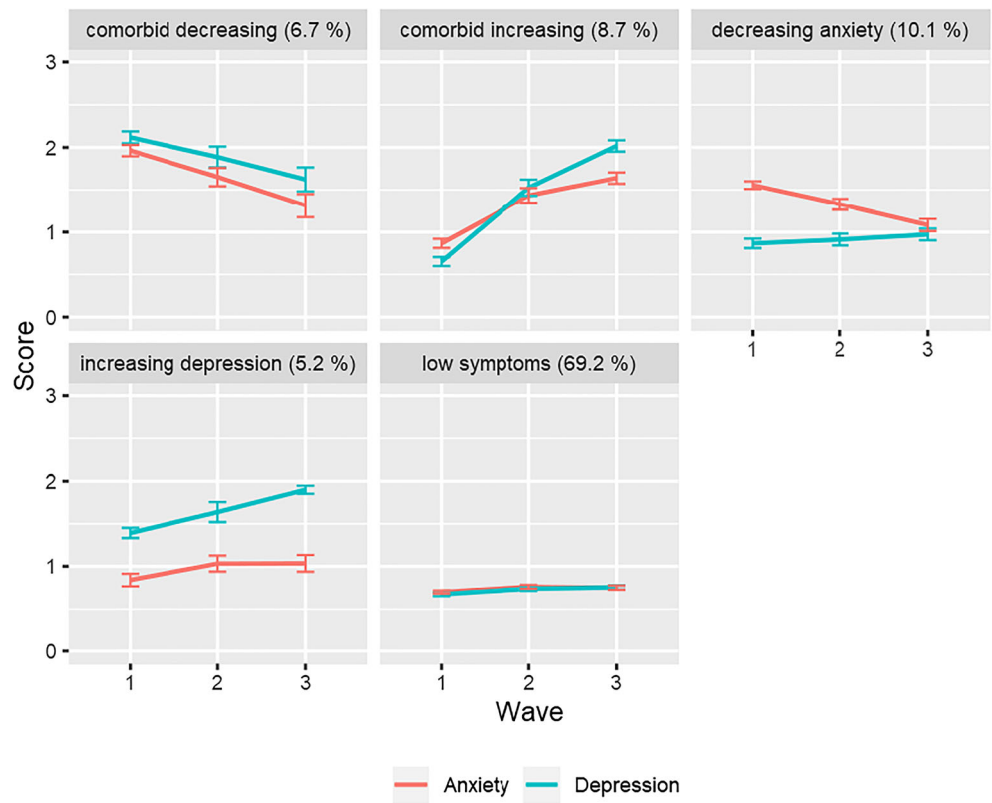 comorbid decreasing (6.7 %)
comorbid increasing (8.7 %)
decreasing anxiety (10.1 %)
3
2
1
0
1
2
3
Score
increasing depression (5.2 %)
low symptoms (69.2 %)
3
2
1
0
1
2
3
1
2
3
Wave
Anxiety
Depression